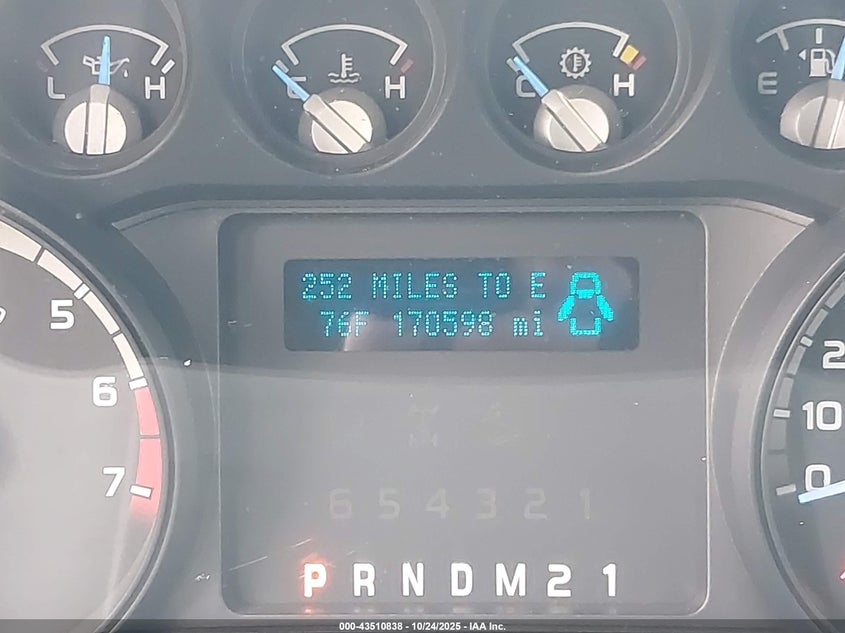 L H C H C H E
252 MILES TO E
76F 170598 mi
5
6
7
2
10
0
6 5 4 3 2 1
P R N D M 2 1
000-43510838 - 10/24/2025 - IAA Inc.